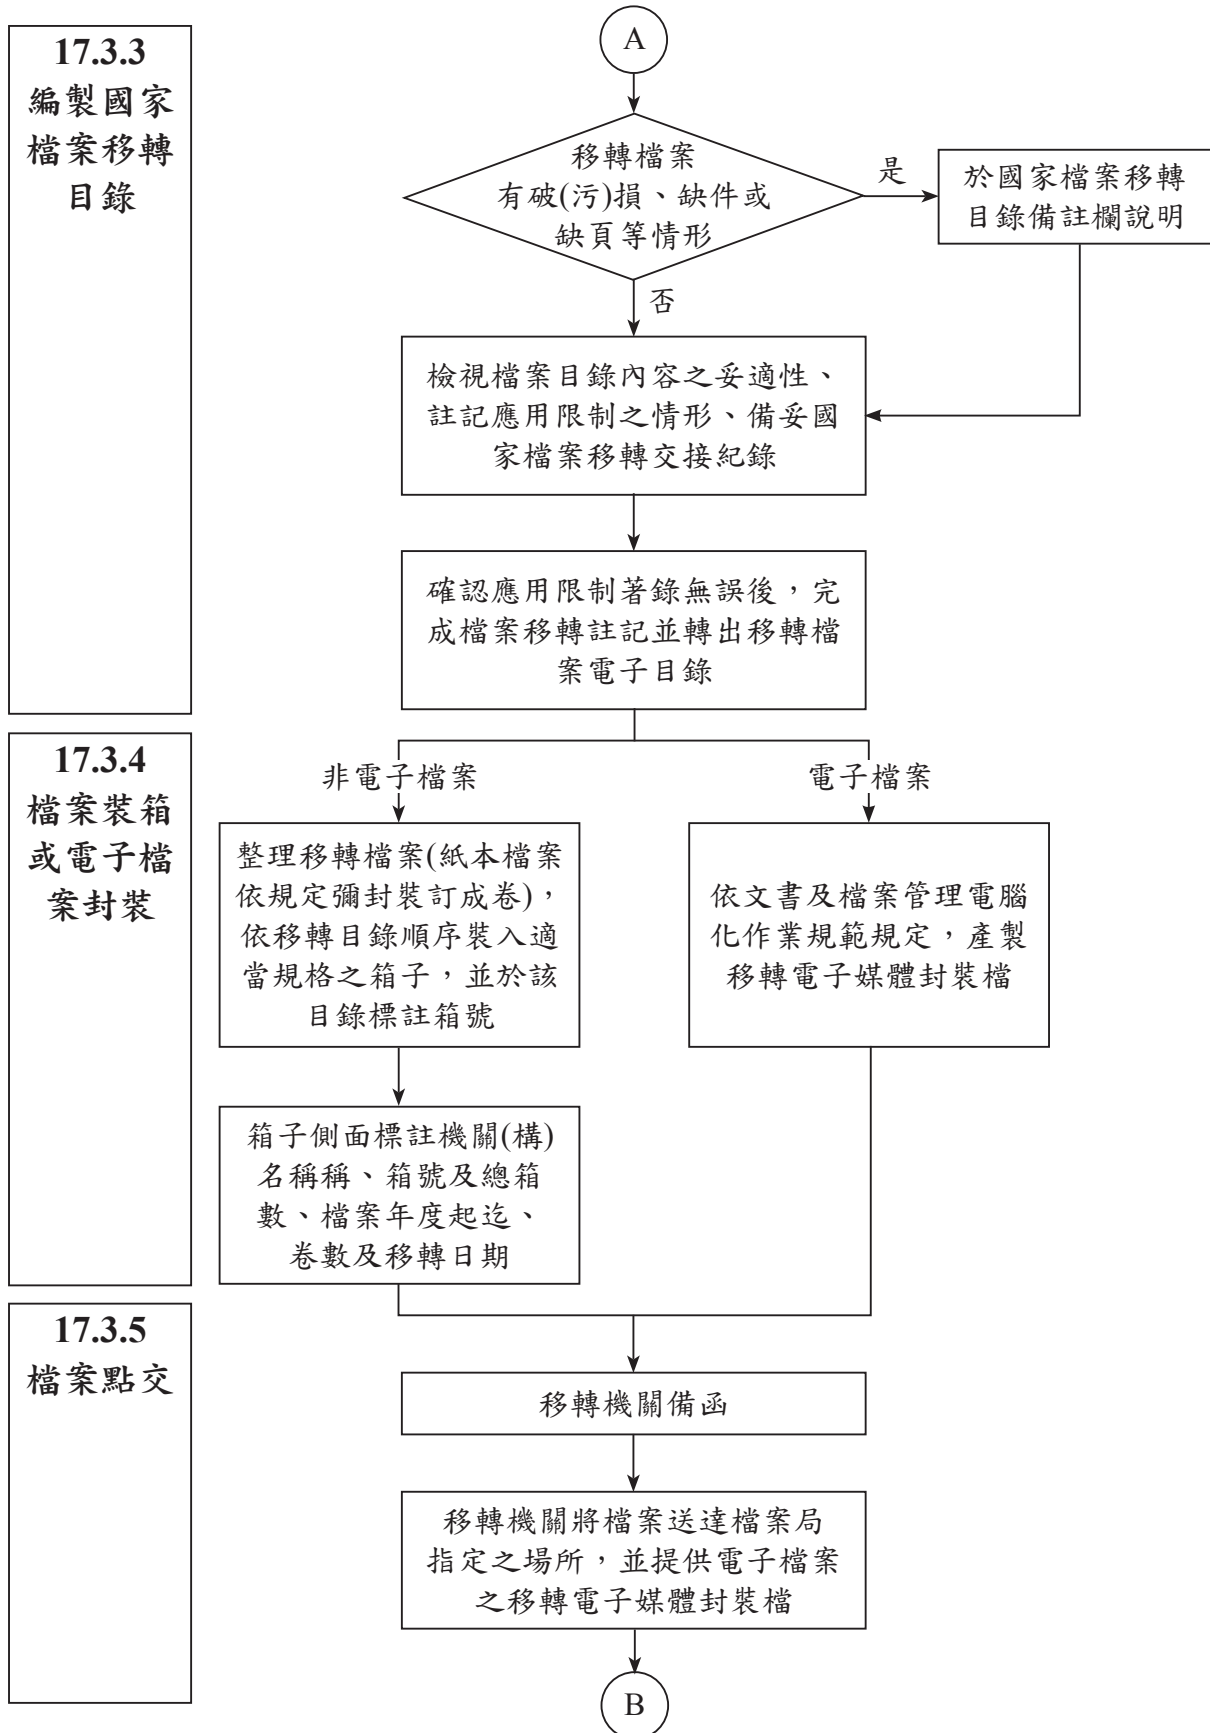 A
17.3.3
編製國家
檔案移轉
目錄
移轉檔案
有破(污)損、缺件或
缺頁等情形
是
於國家檔案移轉
目錄備註欄說明
否
檢視檔案目錄內容之妥適性、
註記應用限制之情形、備妥國
家檔案移轉交接紀錄
確認應用限制著錄無誤後，完
成檔案移轉註記並轉出移轉檔
案電子目錄
17.3.4
檔案裝箱
或電子檔
案封裝
非電子檔案
電子檔案
整理移轉檔案(紙本檔案
依規定彌封裝訂成卷)，
依移轉目錄順序裝入適
當規格之箱子，並於該
目錄標註箱號
依文書及檔案管理電腦
化作業規範規定，產製
移轉電子媒體封裝檔
箱子側面標註機關(構)
名稱稱、箱號及總箱
數、檔案年度起迄、
卷數及移轉日期
17.3.5
檔案點交
移轉機關備函
移轉機關將檔案送達檔案局
指定之場所，並提供電子檔案
之移轉電子媒體封裝檔
B